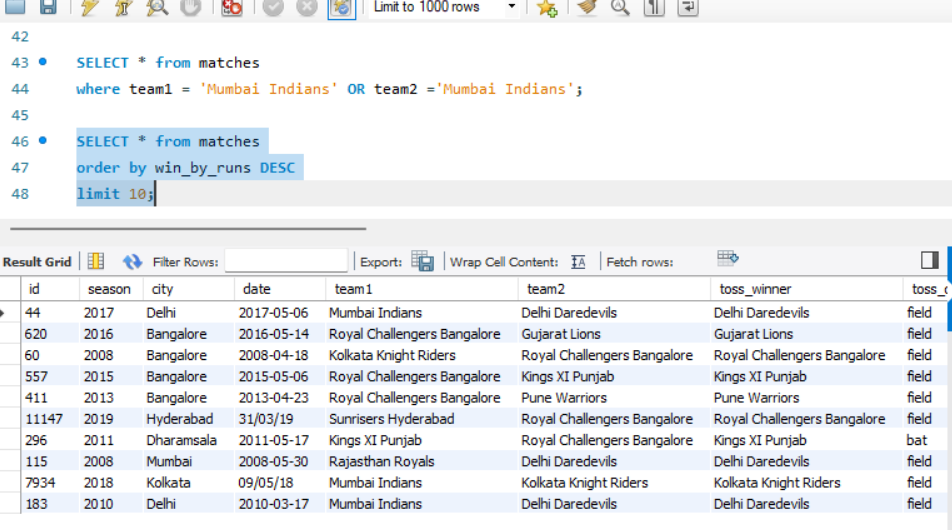 Limit to 1000 rows
42
43 SELECT * from matches
44 where team1 = 'Mumbai Indians' OR team2 ='Mumbai Indians';
45
46 SELECT * from matches
47 order by win_by_runs DESC
48 limit 10;
Result Grid Filter Rows: Export: Wrap Cell Content: IA Fetch rows:
id season city date team1 team2 toss_winner
44 2017 Delhi 2017-05-06 Mumbai Indians Delhi Daredevils Delhi Daredevils field
620 2016 Bangalore 2016-05-14 Royal Challengers Bangalore Gujarat Lions Gujarat Lions field
60 2008 Bangalore 2008-04-18 Kolkata Knight Riders Royal Challengers Bangalore Royal Challengers Bangalore field
557 2015 Bangalore 2015-05-06 Royal Challengers Bangalore Kings XI Punjab Kings XI Punjab field
411 2013 Bangalore 2013-04-23 Royal Challengers Bangalore Pune Warriors Pune Warriors field
11147 2019 Hyderabad 31/03/19 Sunrisers Hyderabad Royal Challengers Bangalore Royal Challengers Bangalore field
296 2011 Dharamsala 2011-05-17 Kings XI Punjab Royal Challengers Bangalore Kings XI Punjab bat
115 2008 Mumbai 2008-05-30 Rajasthan Royals Delhi Daredevils Delhi Daredevils field
7934 2018 Kolkata 09/05/18 Mumbai Indians Kolkata Knight Riders Kolkata Knight Riders field
183 2010 Delhi 2010-03-17 Mumbai Indians Delhi Daredevils Delhi Daredevils field